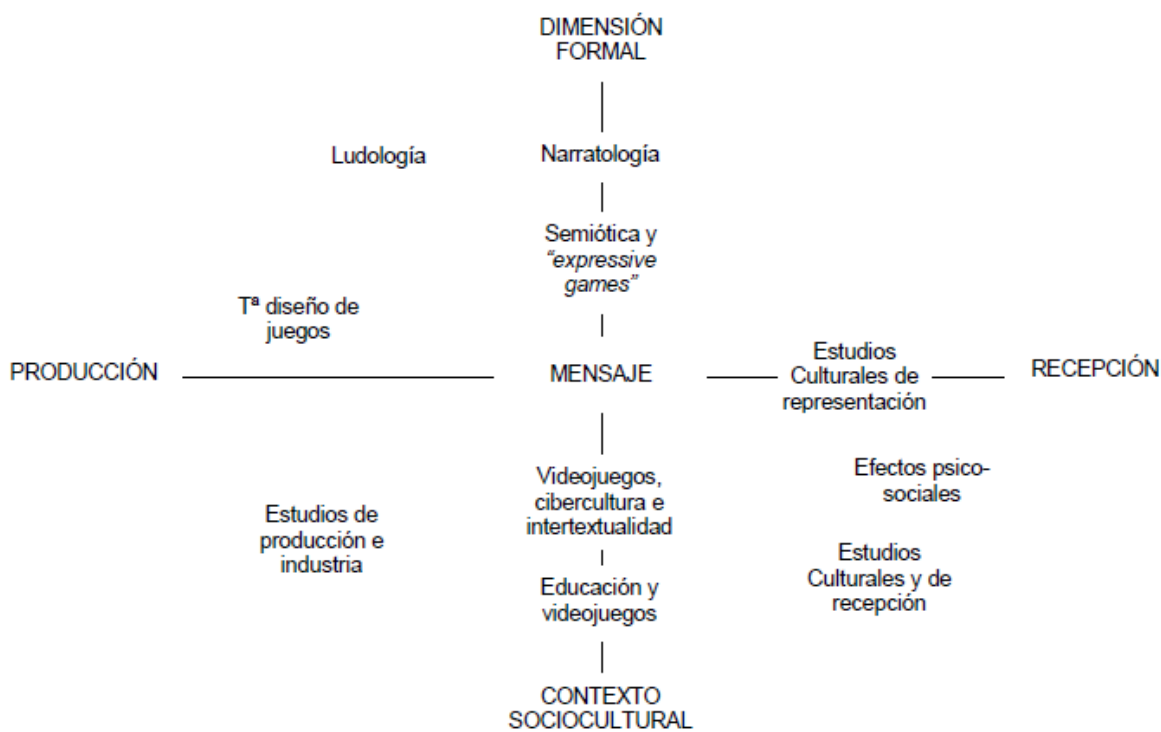 DIMENSIÓN
FORMAL
Ludología
Narratología
Semiótica y
“expressive
games”
Tª diseño de
juegos
PRODUCCIÓN
MENSAJE
Estudios
Culturales de
representación
RECEPCIÓN
Videojuegos,
cibercultura e
intertextualidad
Efectos psico-
sociales
Estudios de
producción e
industria
Educación y
videojuegos
Estudios
Culturales y de
recepción
CONTEXTO
SOCIOCULTURAL